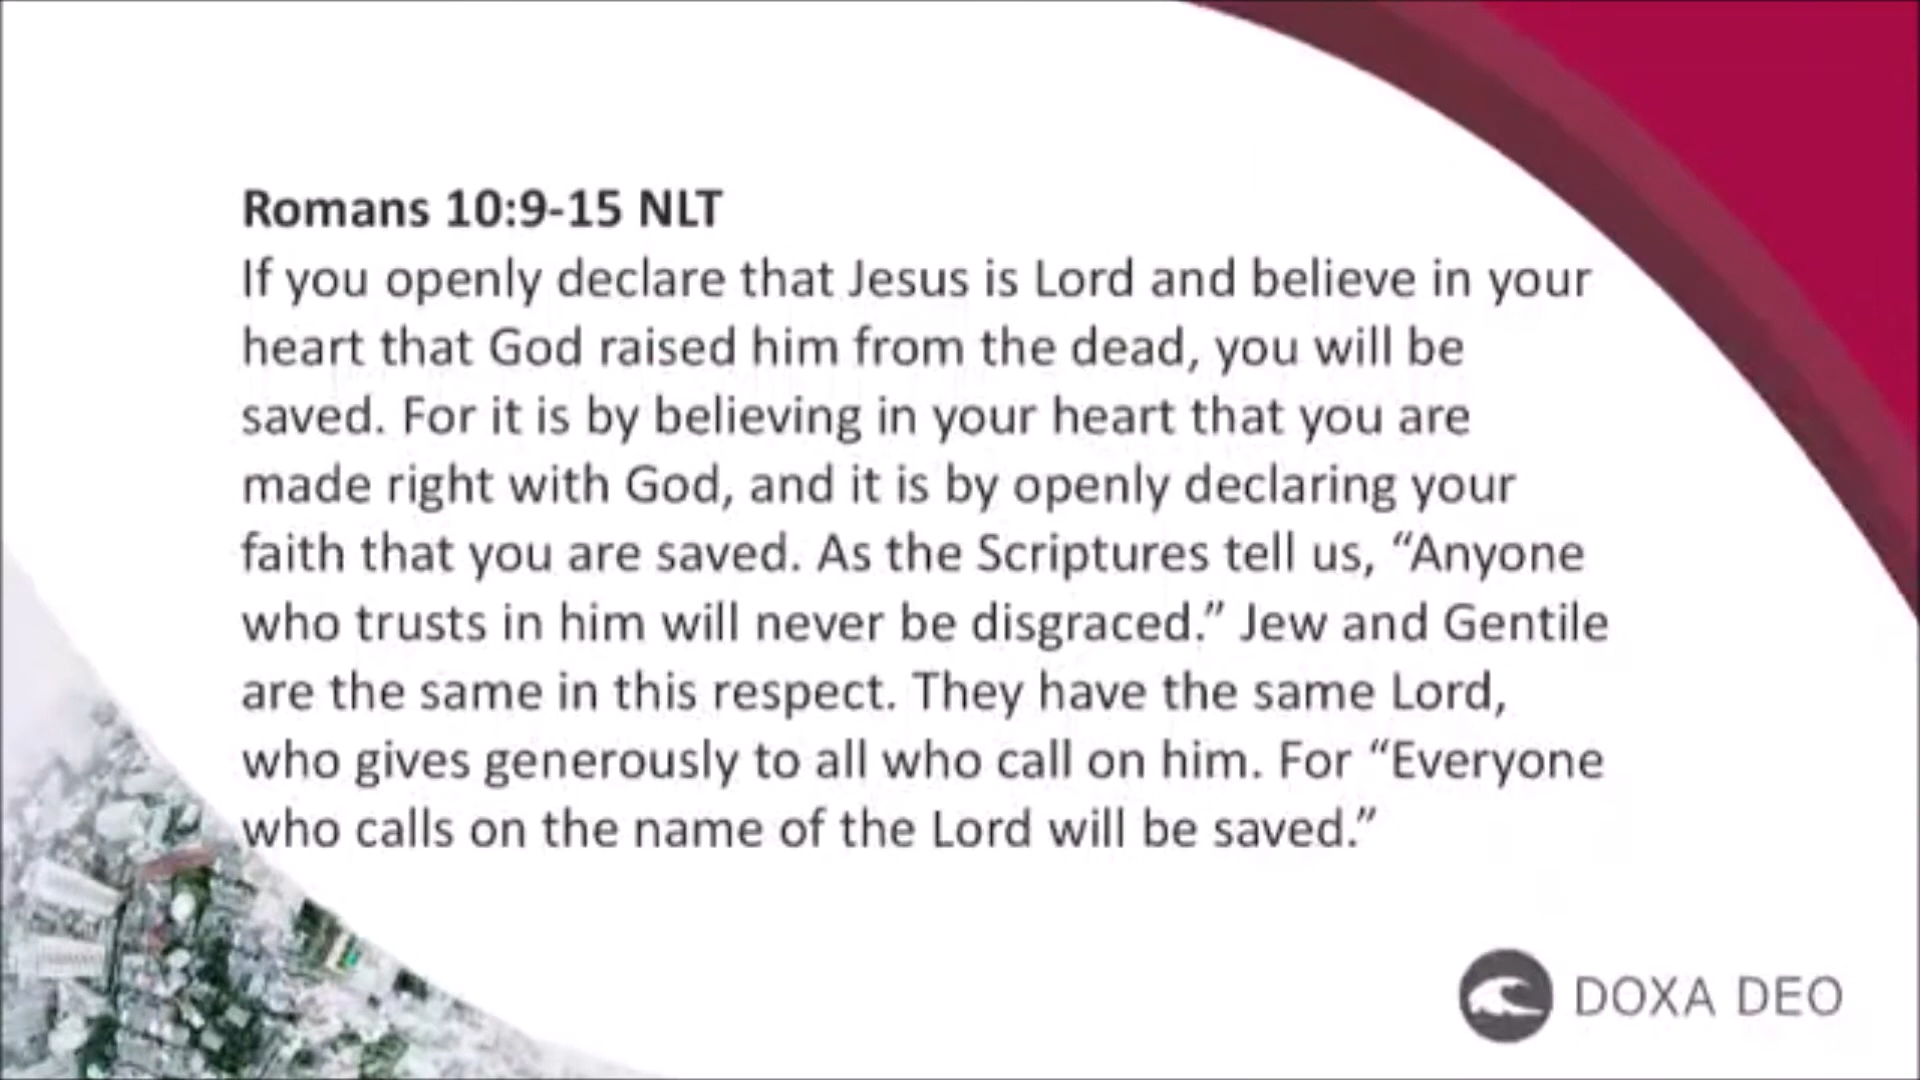 Romans 10:9-15 NLT
If you openly declare that Jesus is Lord and believe in your
heart that God raised him from the dead, you will be
saved. For it is by believing in your heart that you are
made right with God, and it is by openly declaring your
faith that you are saved. As the Scriptures tell us, “Anyone
who trusts in him will never be disgraced.” Jew and Gentile
are the same in this respect. They have the same Lord,
who gives generously to all who call on him. For “Everyone
who calls on the name of the Lord will be saved.”
DOXA DEO